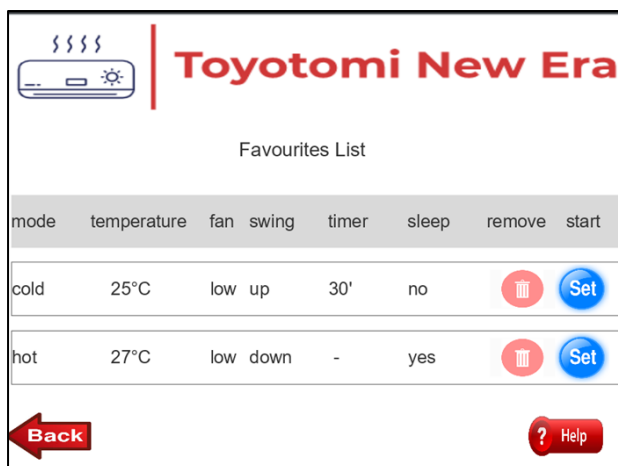 Toyotomi New Era
Favourites List
mode temperature fan swing timer sleep remove start
cold 25°C low up 30' no Set
hot 27°C low down - yes Set
Back ? Help